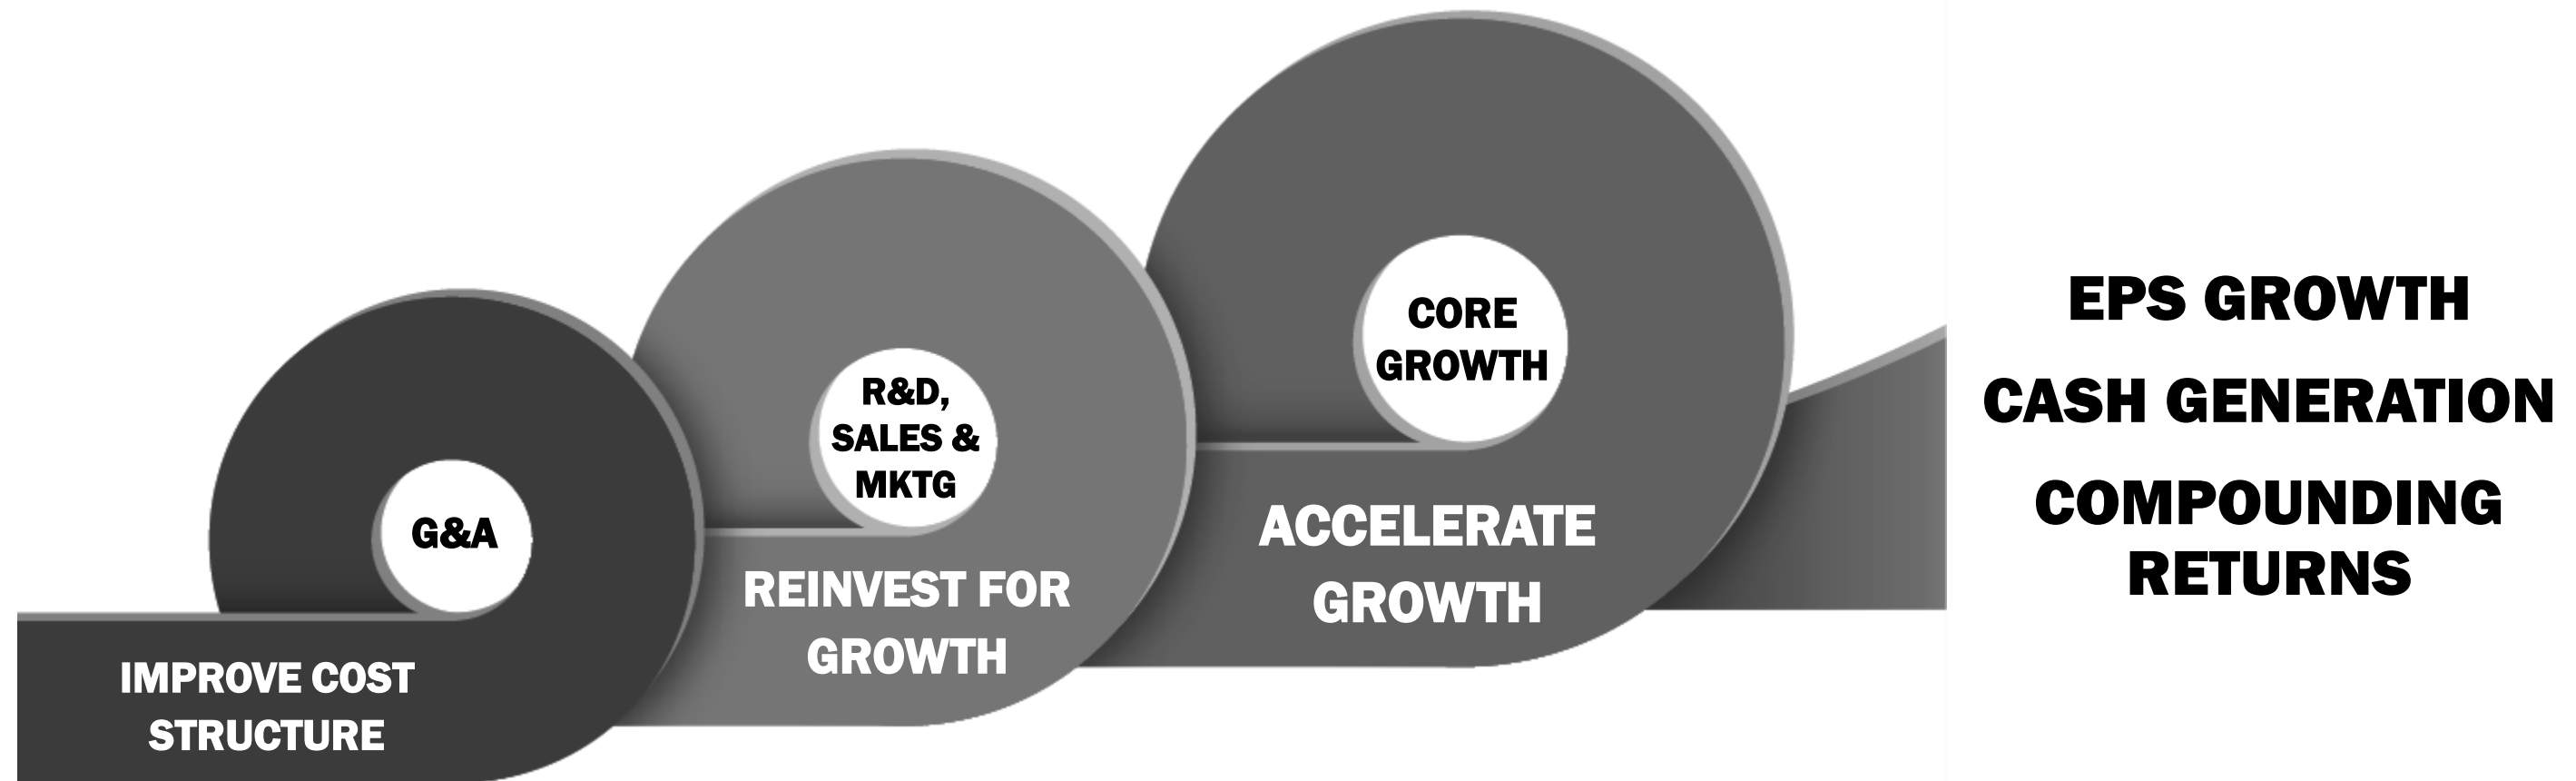 G&A
IMPROVE COST
STRUCTURE
R&D,
SALES &
MKTG
REINVEST FOR
GROWTH
CORE
GROWTH
ACCELERATE
GROWTH
EPS GROWTH
CASH GENERATION
COMPOUNDING
RETURNS